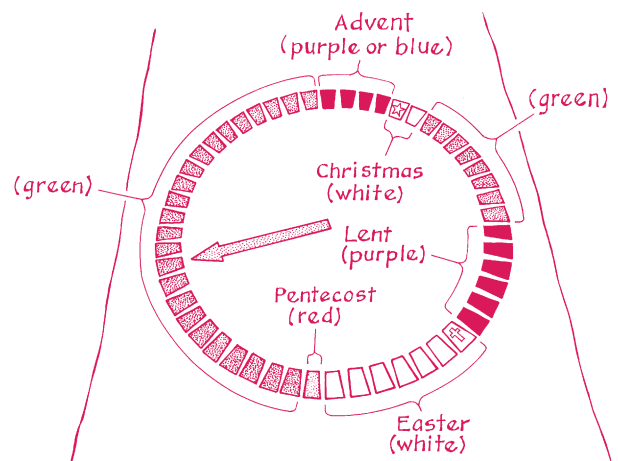 Advent
(purple or blue)
(green)
Christmas
(white)
(green)
Lent
(purple)
Pentecost
(red)
Easter
(white)